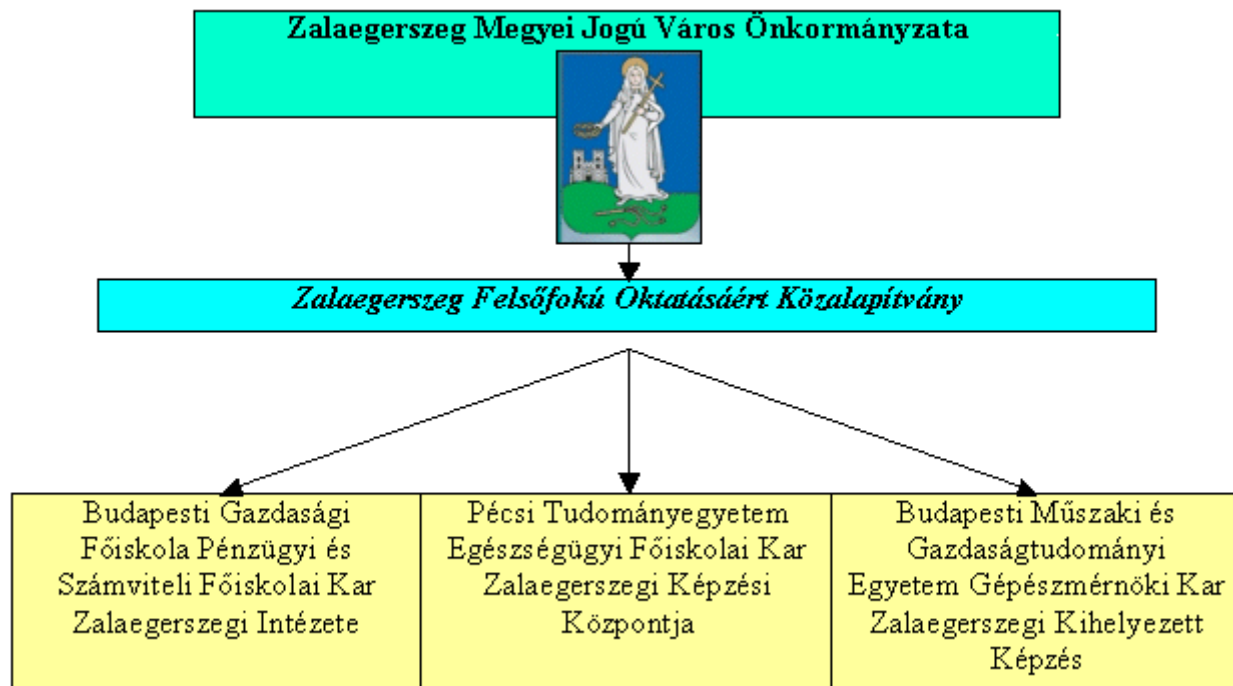 Zalaegerszeg Megyei Jogú Város Önkormányzata
Zalaegerszeg Felsőfokú Oktatásáért Közalapítvány
Budapesti Gazdasági
Főiskola Pénzügyi és
Számviteli Főiskolai Kar
Zalaegerszegi Intézete
Pécsi Tudományegyetem
Egészségügyi Főiskolai Kar
Zalaegerszegi Képzési
Központja
Budapesti Műszaki és
Gazdaságtudományi
Egyetem Gépészmérnöki Kar
Zalaegerszegi Kihelyezett
Képzés